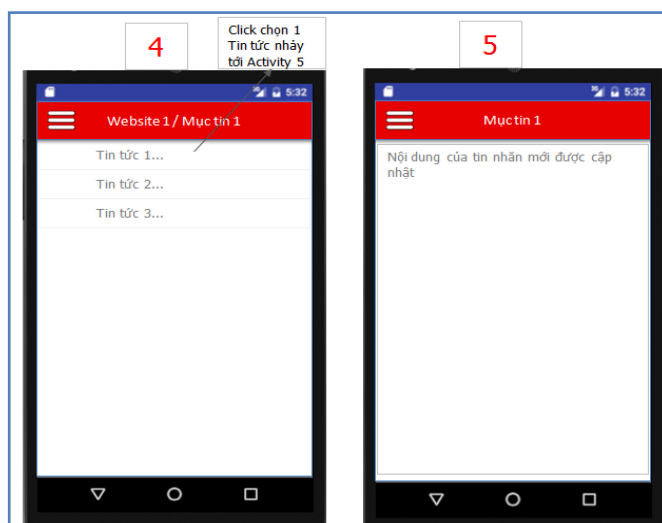 4
Click chọn 1
Tin tức nhảy
tới Activity 5
5:32
Website 1 / Mục tin 1
Tin tức 1...
Tin tức 2...
Tin tức 3...
5
5:32
Mục tin 1
Nội dung của tin nhắn mới được cập
nhật